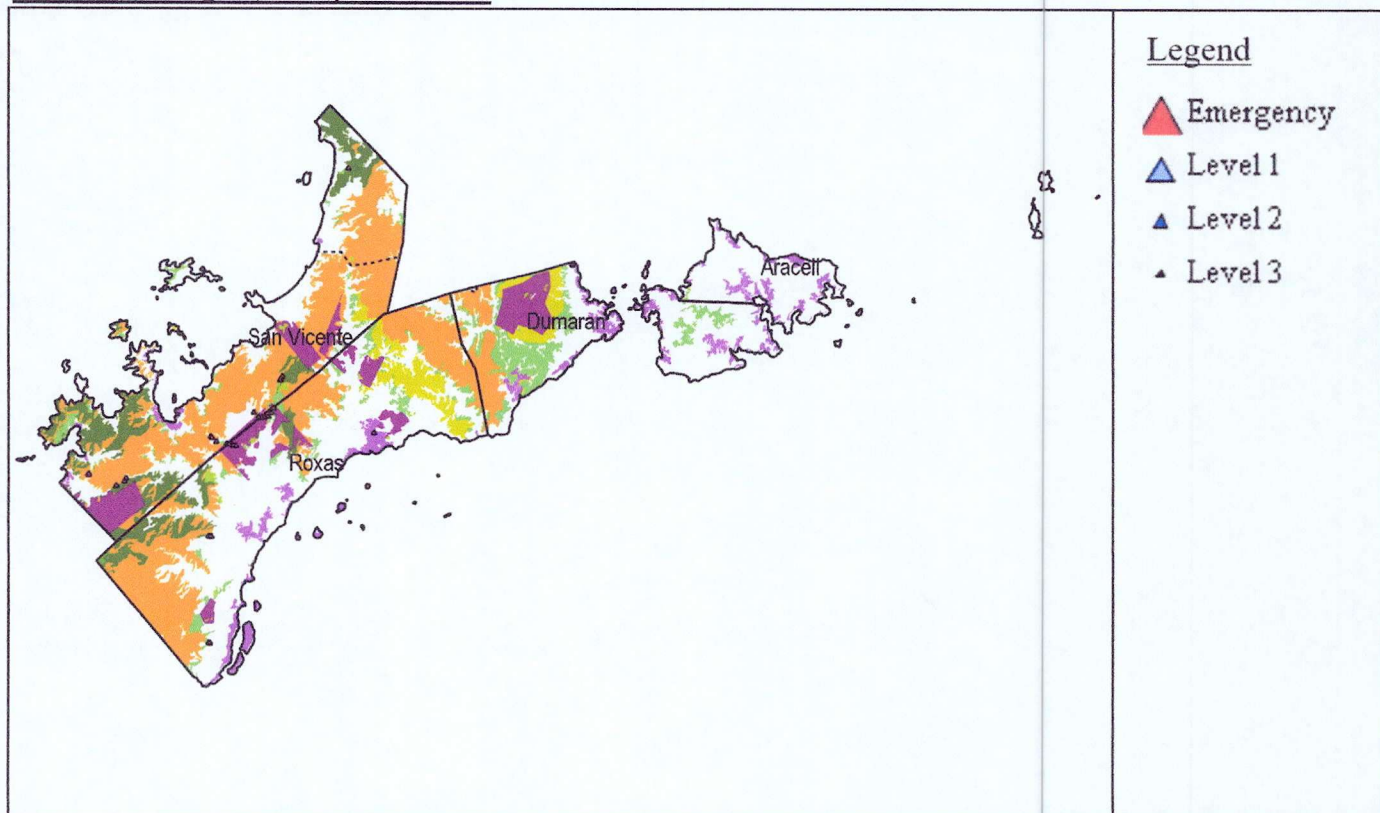 Legend
Emergency
Level 1
Level 2
Level 3
Araceli
Dumaran
San Vicente
Roxas